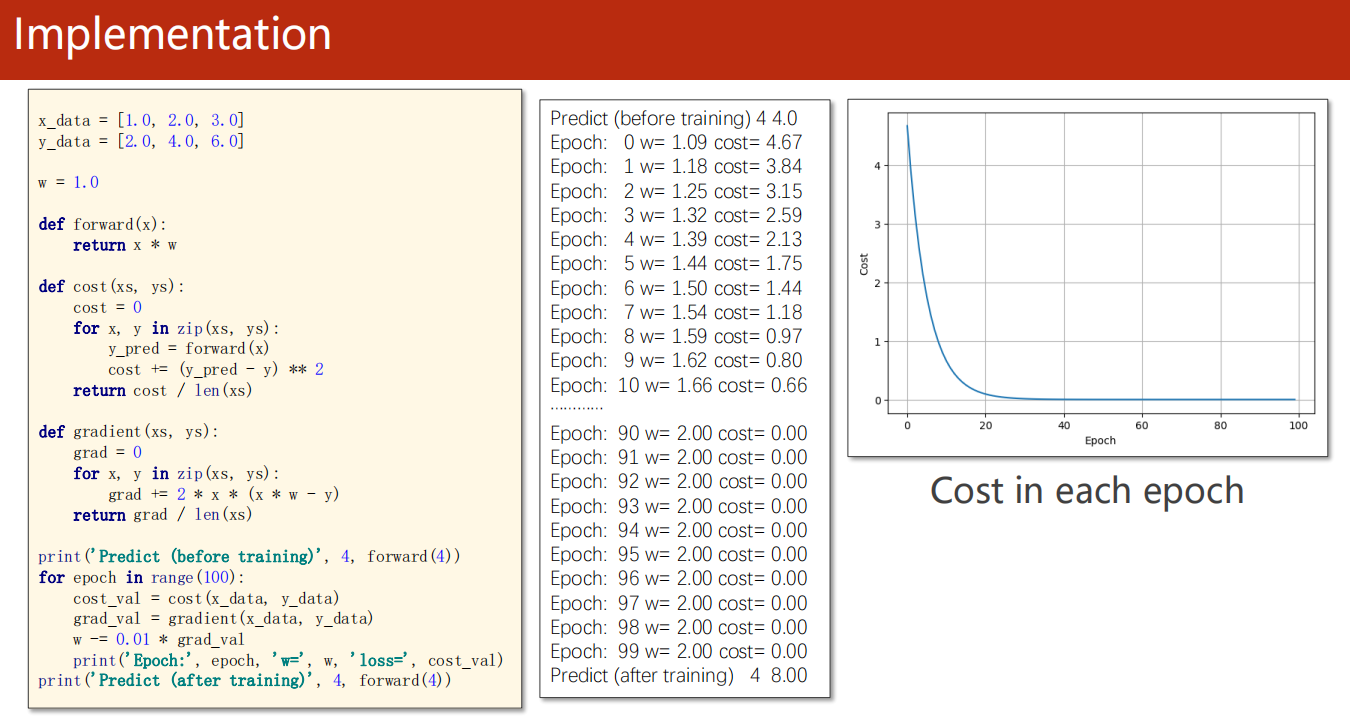 Implementation
x_data = [1.0, 2.0, 3.0]
y_data = [2.0, 4.0, 6.0]
w = 1.0
def forward(x):
    return x * w
def cost(xs, ys):
    cost = 0
    for x, y in zip(xs, ys):
        y_pred = forward(x)
        cost += (y_pred - y) ** 2
    return cost / len(xs)
def gradient(xs, ys):
    grad = 0
    for x, y in zip(xs, ys):
        grad += 2 * x * (x * w - y)
    return grad / len(xs)
print('Predict (before training)', 4, forward(4))
for epoch in range(100):
    cost_val = cost(x_data, y_data)
    grad_val = gradient(x_data, y_data)
    w -= 0.01 * grad_val
    print('Epoch:', epoch, 'w=', w, 'loss=', cost_val)
print('Predict (after training)', 4, forward(4))
Predict (before training) 4 4.0
Epoch: 0 w= 1.09 cost= 4.67
Epoch: 1 w= 1.18 cost= 3.84
Epoch: 2 w= 1.25 cost= 3.15
Epoch: 3 w= 1.32 cost= 2.59
Epoch: 4 w= 1.39 cost= 2.13
Epoch: 5 w= 1.44 cost= 1.75
Epoch: 6 w= 1.50 cost= 1.44
Epoch: 7 w= 1.54 cost= 1.18
Epoch: 8 w= 1.59 cost= 0.97
Epoch: 9 w= 1.62 cost= 0.80
Epoch: 10 w= 1.66 cost= 0.66
…………
Epoch: 90 w= 2.00 cost= 0.00
Epoch: 91 w= 2.00 cost= 0.00
Epoch: 92 w= 2.00 cost= 0.00
Epoch: 93 w= 2.00 cost= 0.00
Epoch: 94 w= 2.00 cost= 0.00
Epoch: 95 w= 2.00 cost= 0.00
Epoch: 96 w= 2.00 cost= 0.00
Epoch: 97 w= 2.00 cost= 0.00
Epoch: 98 w= 2.00 cost= 0.00
Epoch: 99 w= 2.00 cost= 0.00
Predict (after training) 4 8.00
4
3
2
1
0
Cost
0 20 40 60 80 100
Epoch
Cost in each epoch